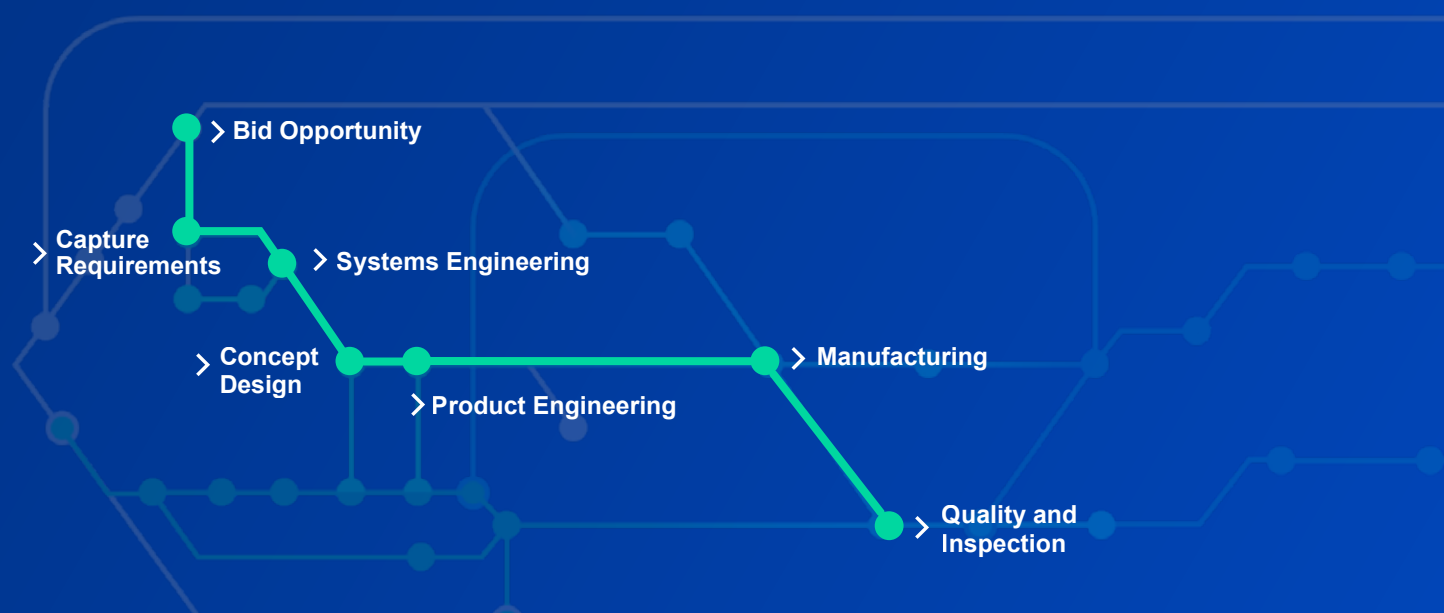 Bid Opportunity
Capture
Requirements
Systems Engineering
Concept
Design
Product Engineering
Manufacturing
Quality and
Inspection